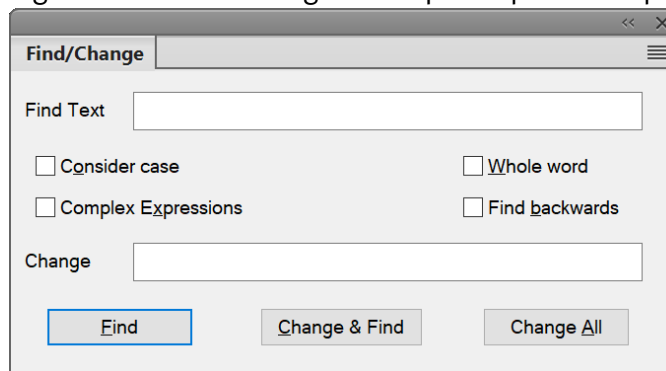 Find/Change
Find Text
Consider case
Whole word
Complex Expressions
Find backwards
Change
Find
Change & Find
Change All